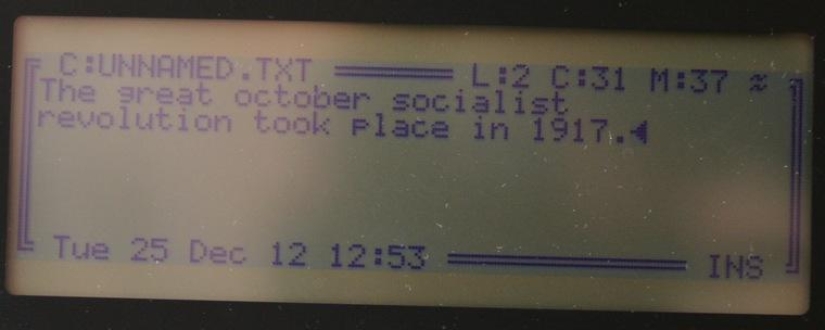 C:UNNAMED.TXT L:2 C:31 M:37 ≈
The great october socialist
revolution took place in 1917.
Tue 25 Dec 12 12:53 INS